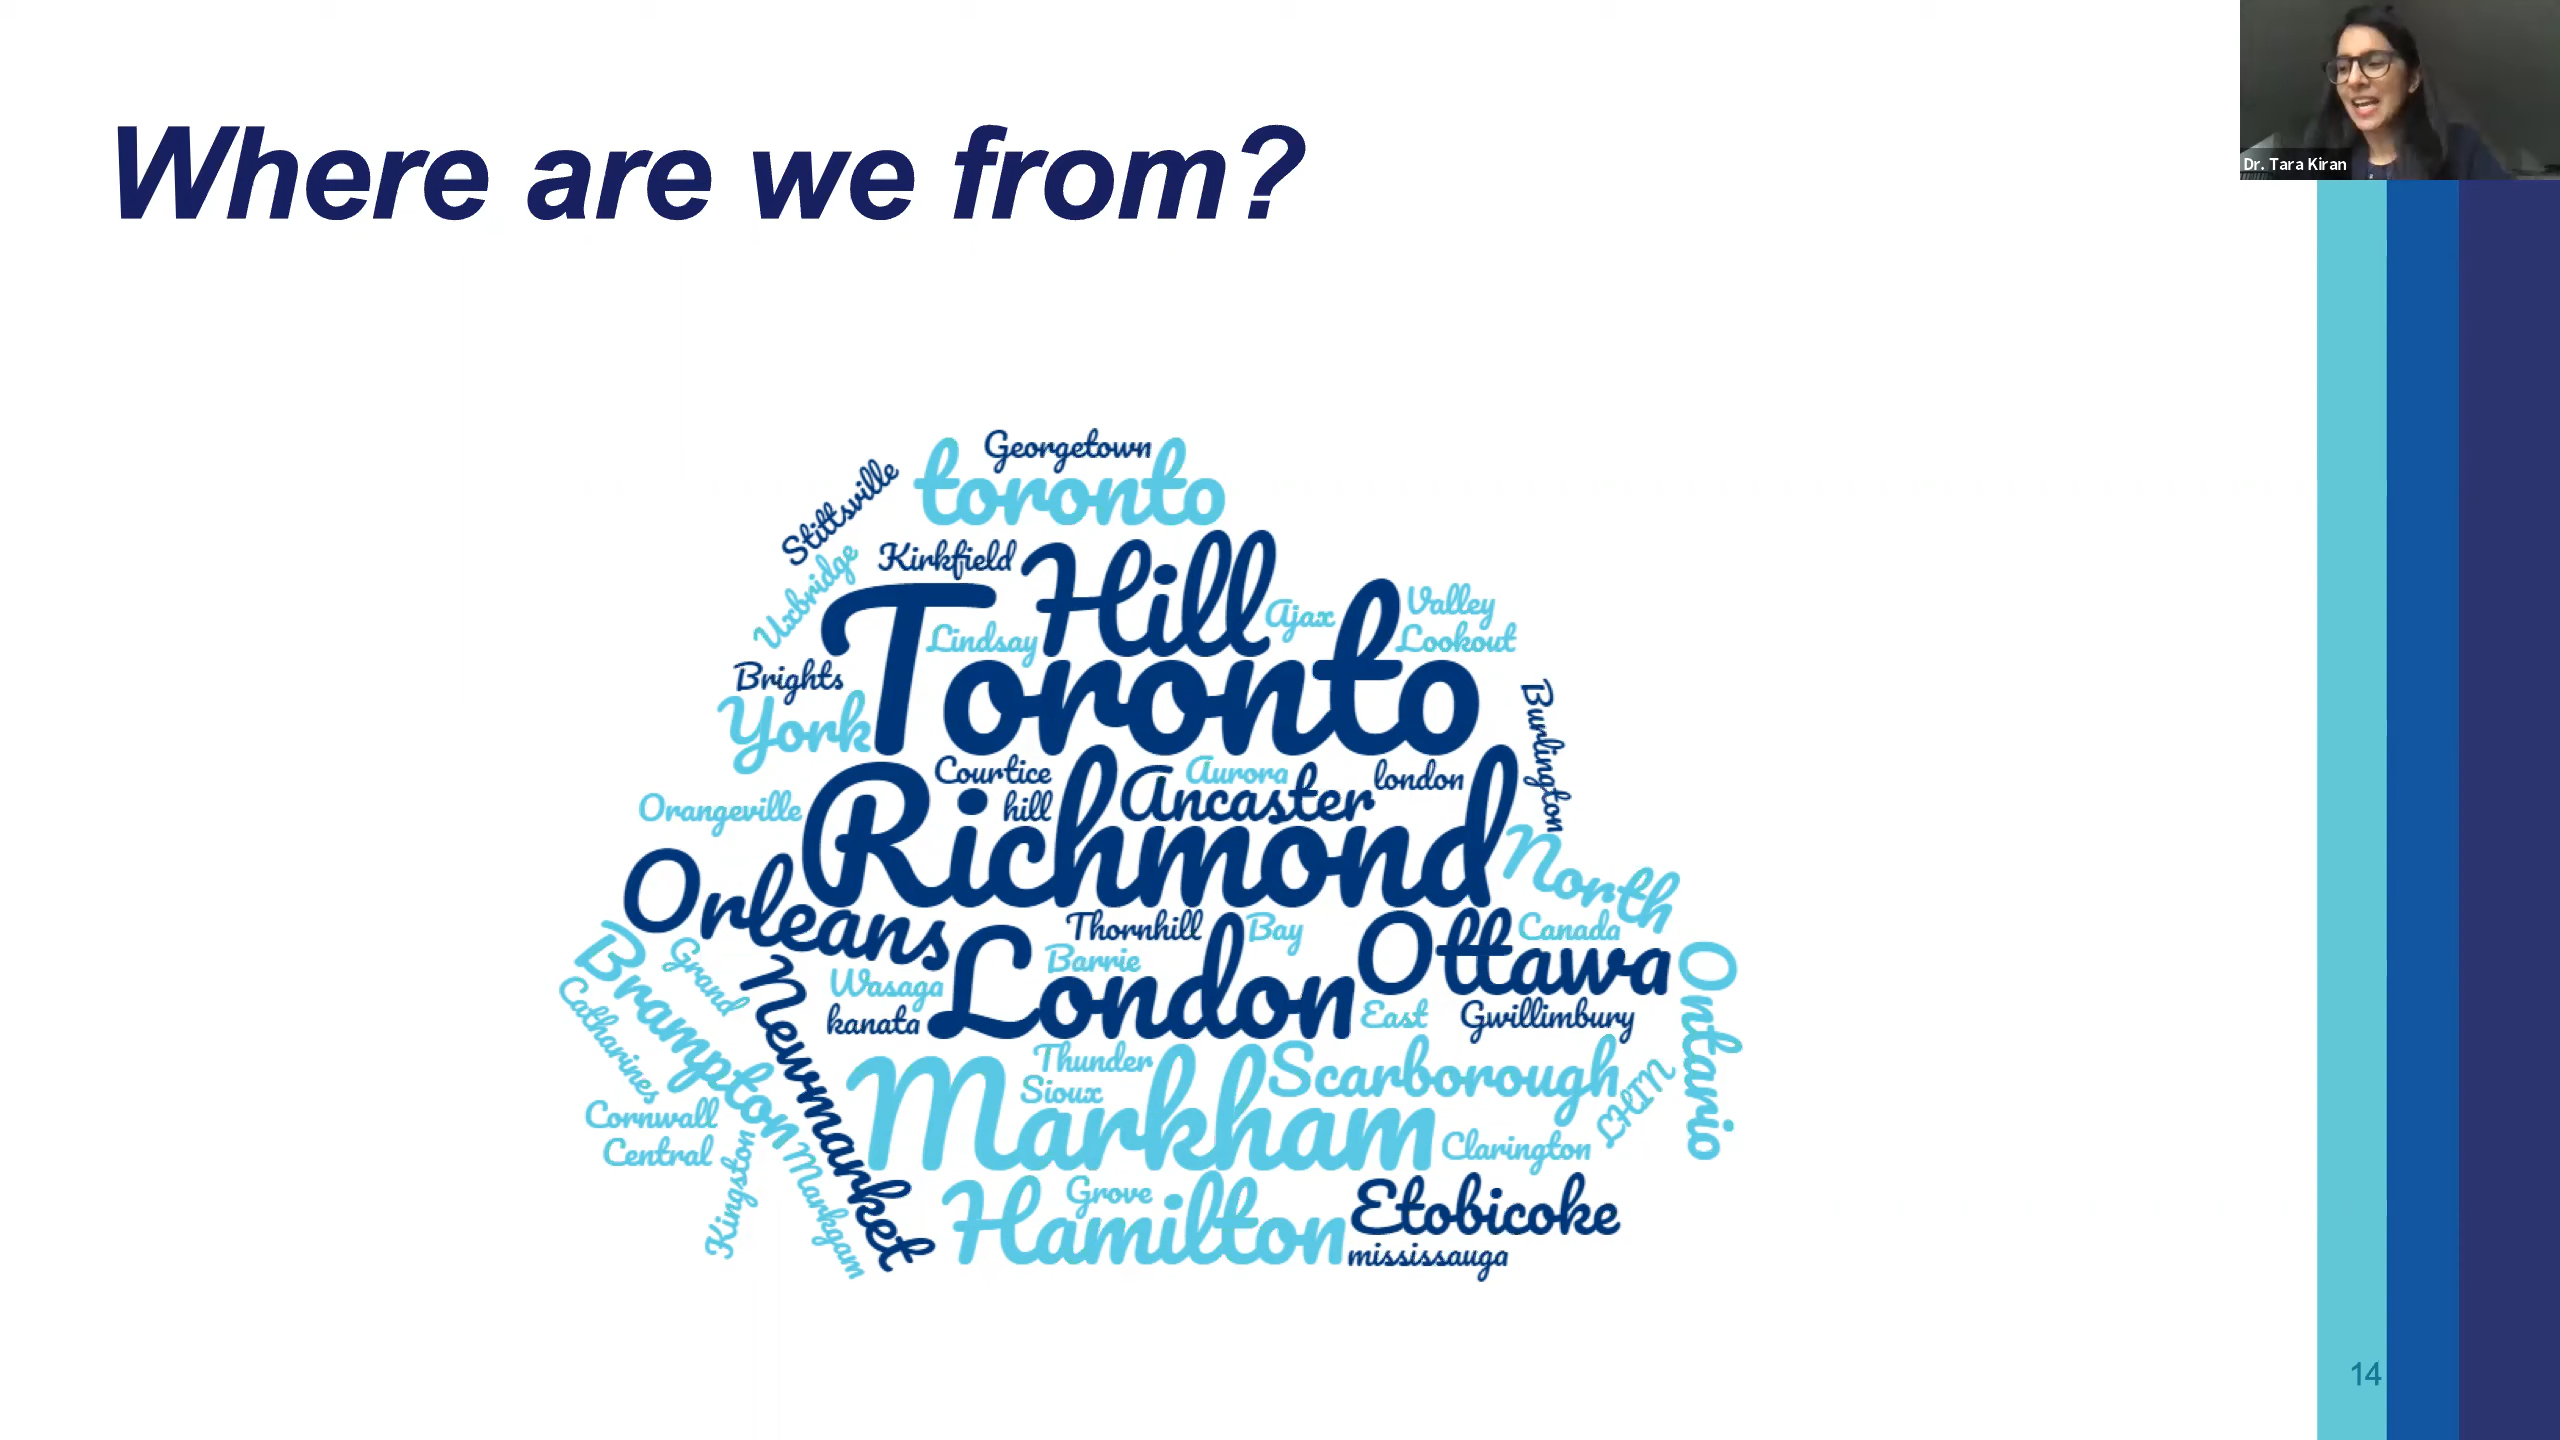 Where are we from?
Dr. Tara Kiran
Georgetown
toronto
Stittsville
Kirkfield
Hill
Uxbridge
Ajax
Valley
Lindsay
Lookout
Toronto
Brights
York
Burlington
Courtice
Aurora
london
hill
Ancaster
Orangeville
Richmond
North
Orleans
Thornhill
Bay
Canada
Ottawa
Brampton
Grand
Barrie
Wasaga
London
Ontario
Catharines
Newmarket
kanata
East
Gwillimbury
Thunder
Scarborough
Sioux
LHIN
Markham
Cornwall
Clarington
Central
Kingston
Markgam
Grove
Etobicoke
Hamilton
mississauga
14